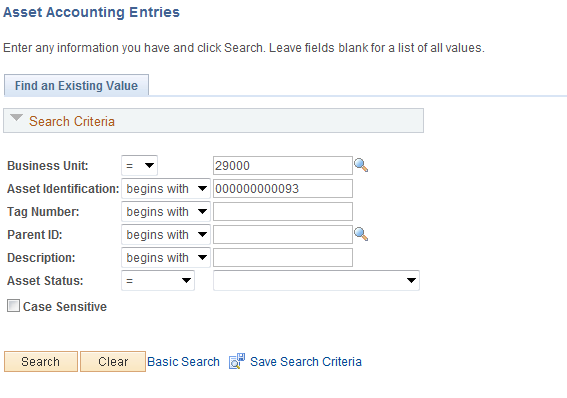 Asset Accounting Entries
Enter any information you have and click Search. Leave fields blank for a list of all values.
Find an Existing Value
Search Criteria
Business Unit: = 29000
Asset Identification: begins with 000000000093
Tag Number: begins with
Parent ID: begins with
Description: begins with
Asset Status: =
Case Sensitive
Search Clear Basic Search Save Search Criteria